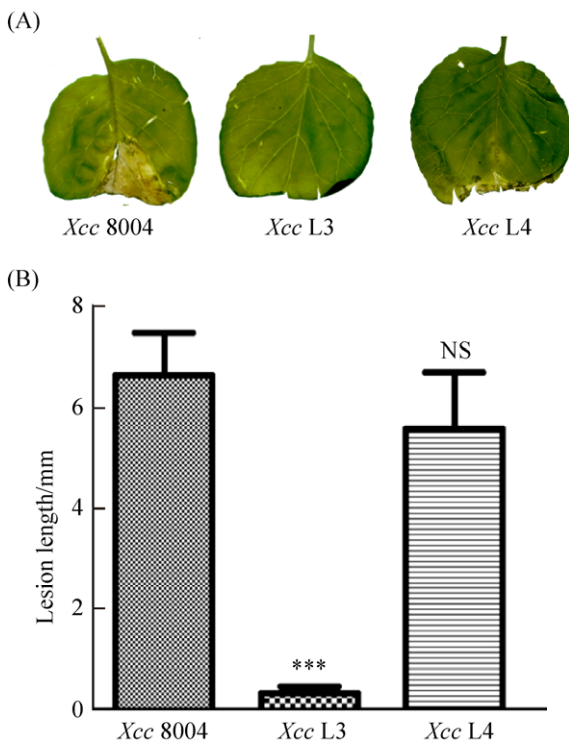 (A)
Xcc 8004 Xcc L3 Xcc L4
(B)
8
6
4
2
0
Lesion length/mm
NS
***
Xcc 8004 Xcc L3 Xcc L4